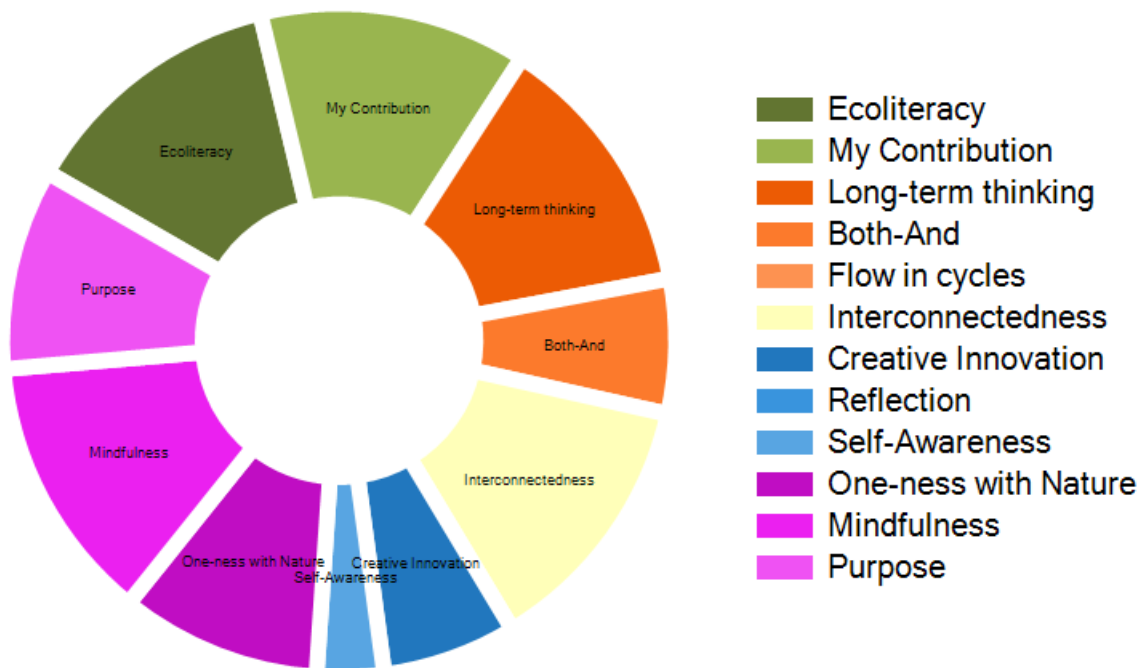 My Contribution
Ecoliteracy
Long-term thinking
Purpose
Both-And
Mindfulness
Interconnectedness
One-ness with Nature
Creative Innovation
Self-Awareness
Ecoliteracy
My Contribution
Long-term thinking
Both-And
Flow in cycles
Interconnectedness
Creative Innovation
Reflection
Self-Awareness
One-ness with Nature
Mindfulness
Purpose